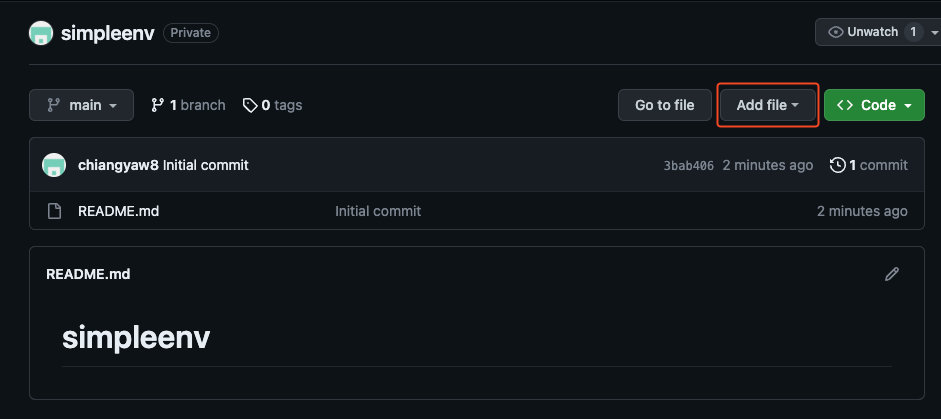 simpleenv Private Unwatch 1
main 1 branch 0 tags Go to file Add file Code
chiangyaw8 Initial commit 3bab406 2 minutes ago 1 commit
README.md Initial commit 2 minutes ago
README.md
simpleenv